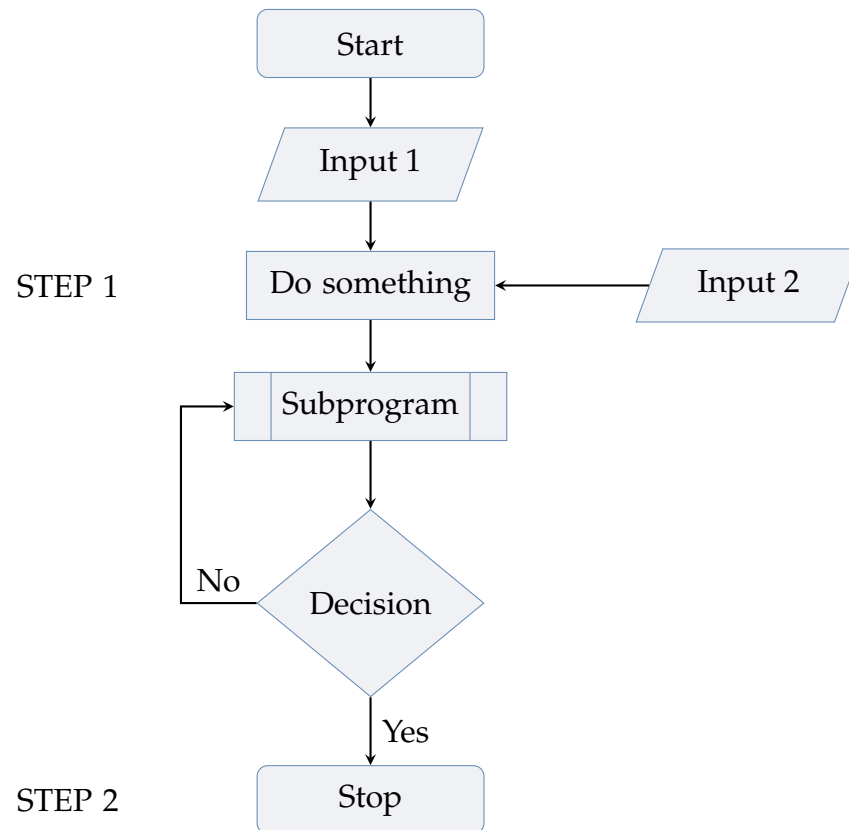 Start
Input 1
STEP 1
Do something
Input 2
Subprogram
No
Decision
Yes
STEP 2
Stop